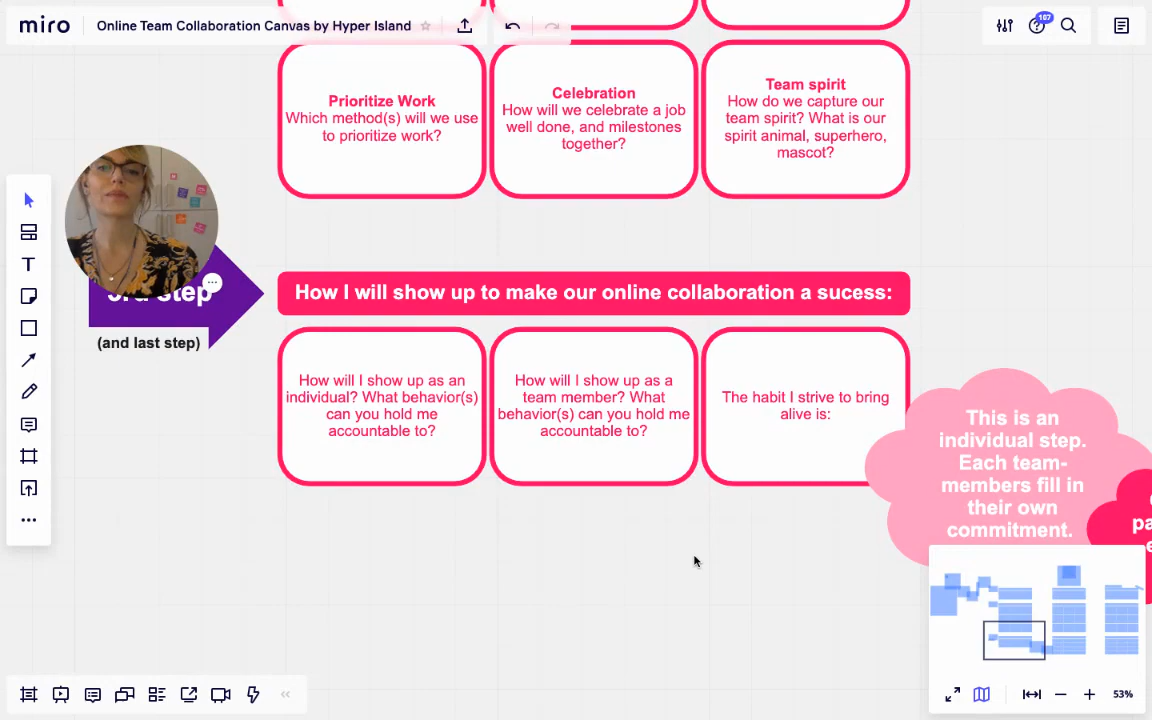 miro
Online Team Collaboration Canvas by Hyper Island
107
Prioritize Work
Which method(s) will we use
to prioritize work?
Celebration
How will we celebrate a job
well done, and milestones
together?
Team spirit
How do we capture our
team spirit? What is our
spirit animal, superhero,
mascot?
step
(and last step)
How I will show up to make our online collaboration a sucess:
How will I show up as an
individual? What behavior(s)
can you hold me
accountable to?
How will I show up as a
team member? What
behavior(s) can you hold me
accountable to?
The habit I strive to bring
alive is:
This is an
individual step.
Each team-
members fill in
their own
commitment.
53%